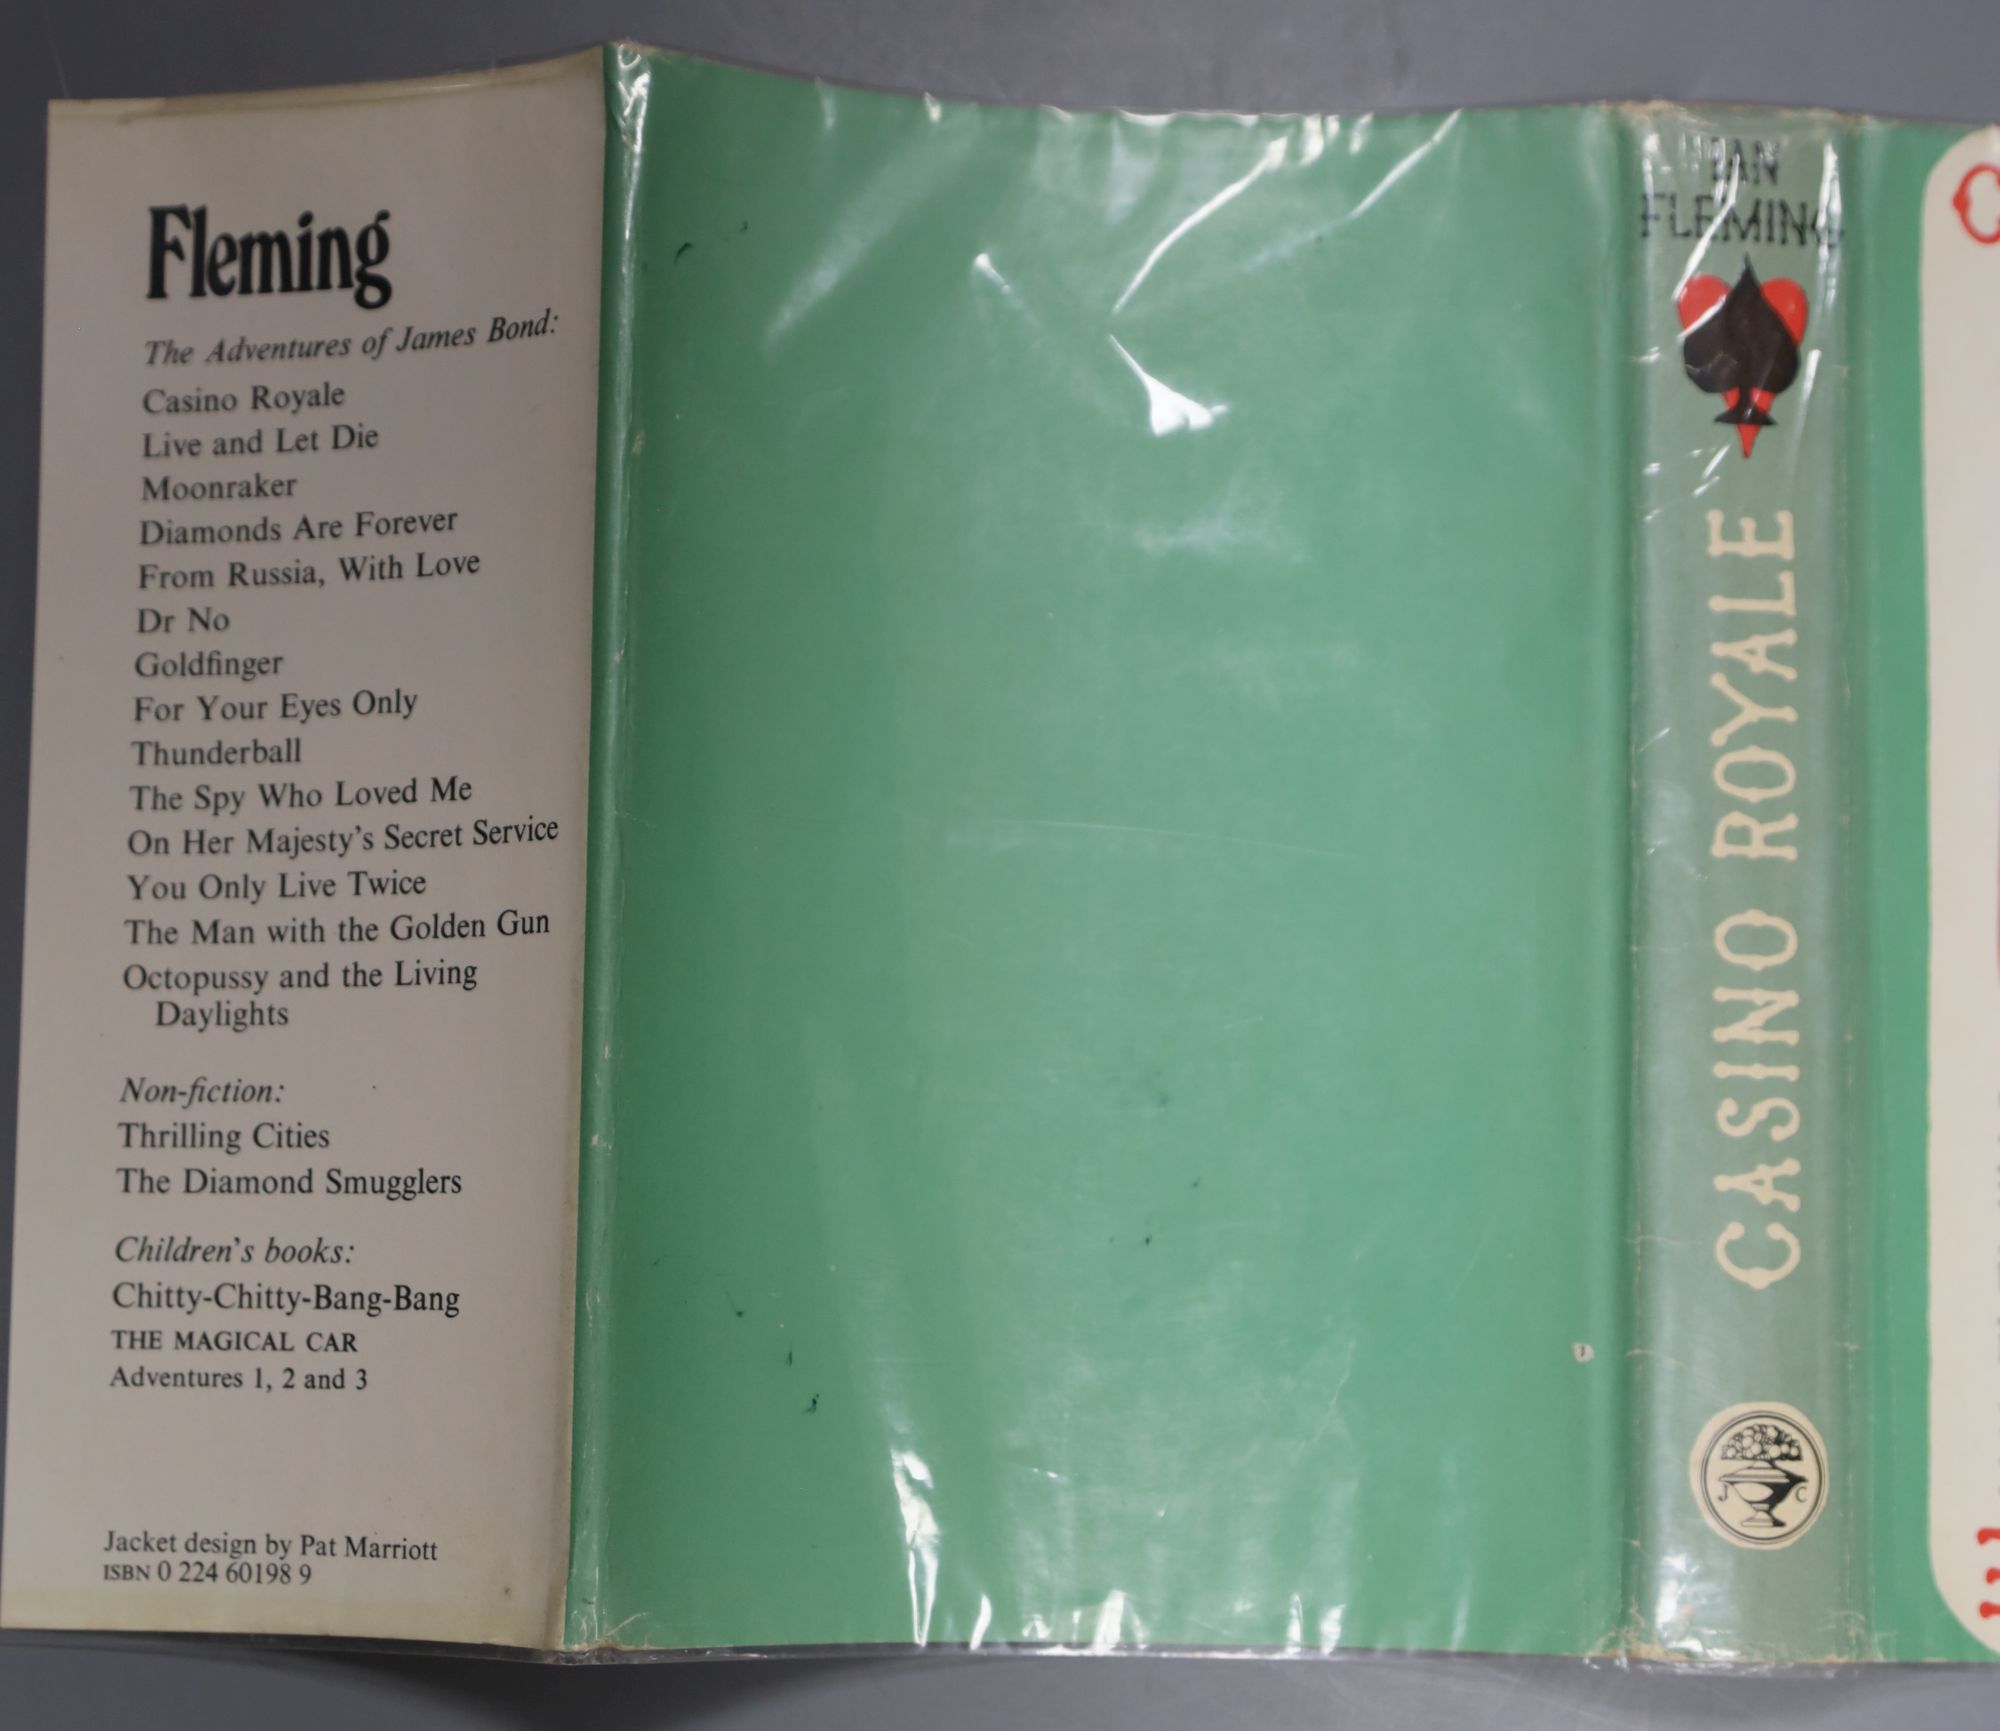 Fleming
The Adventures of James Bond:
Casino Royale
Live and Let Die
Moonraker
Diamonds Are Forever
From Russia, With Love
Dr No
Goldfinger
For Your Eyes Only
Thunderball
The Spy Who Loved Me
On Her Majesty's Secret Service
You Only Live Twice
The Man with the Golden Gun
Octopussy and the Living
Daylights
Non-fiction:
Thrilling Cities
The Diamond Smugglers
Children's books:
Chitty-Chitty-Bang-Bang
THE MAGICAL CAR
Adventures 1, 2 and 3
Jacket design by Pat Marriott
ISBN 0 224 60198 9
IAN
FLEMING
CASINO ROYALE
J C